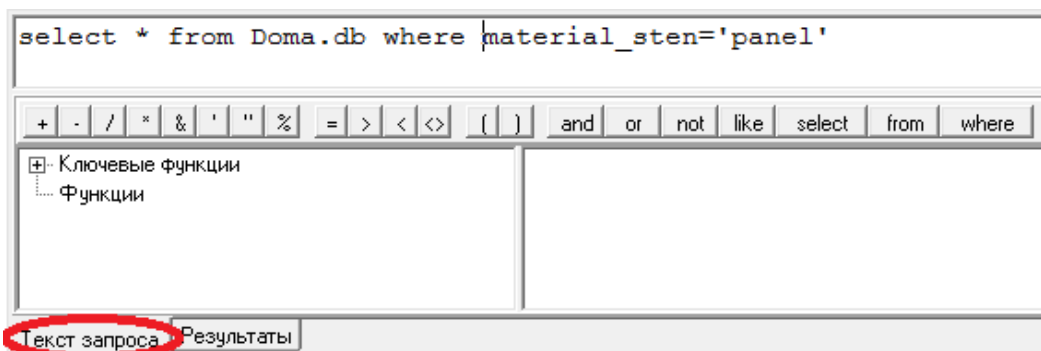 select * from Doma.db where material_sten='panel'
+ - / * & ' " % = > < <> ( ) and or not like select from where
Ключевые функции
Функции
Текст запроса Результаты